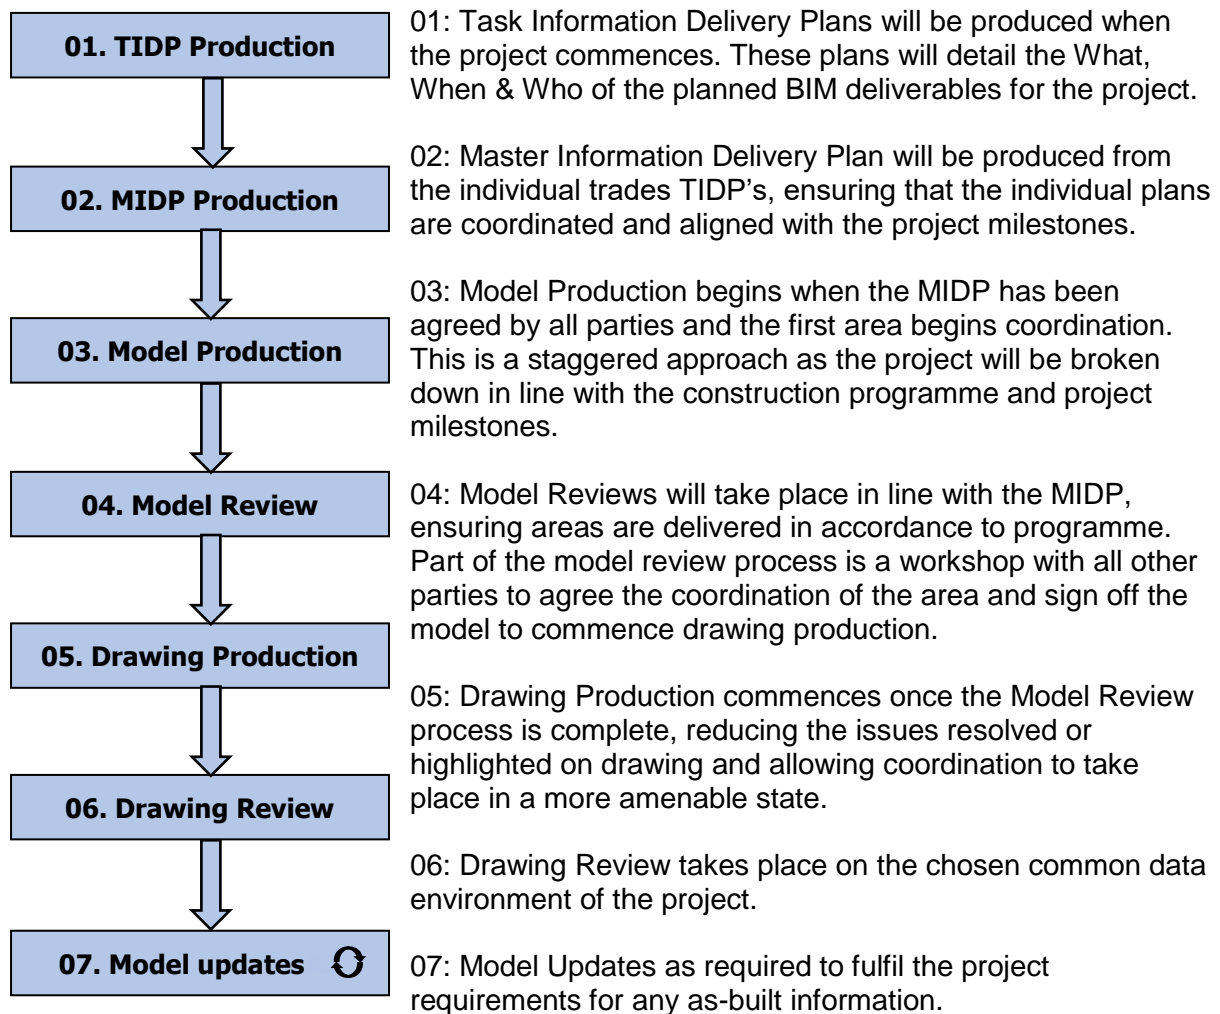 01. TIDP Production
02. MIDP Production
03. Model Production
04. Model Review
05. Drawing Production
06. Drawing Review
07. Model updates
01: Task Information Delivery Plans will be produced when
the project commences. These plans will detail the What,
When & Who of the planned BIM deliverables for the project.
02: Master Information Delivery Plan will be produced from
the individual trades TIDP’s, ensuring that the individual plans
are coordinated and aligned with the project milestones.
03: Model Production begins when the MIDP has been
agreed by all parties and the first area begins coordination.
This is a staggered approach as the project will be broken
down in line with the construction programme and project
milestones.
04: Model Reviews will take place in line with the MIDP,
ensuring areas are delivered in accordance to programme.
Part of the model review process is a workshop with all other
parties to agree the coordination of the area and sign off the
model to commence drawing production.
05: Drawing Production commences once the Model Review
process is complete, reducing the issues resolved or
highlighted on drawing and allowing coordination to take
place in a more amenable state.
06: Drawing Review takes place on the chosen common data
environment of the project.
07: Model Updates as required to fulfil the project
requirements for any as-built information.